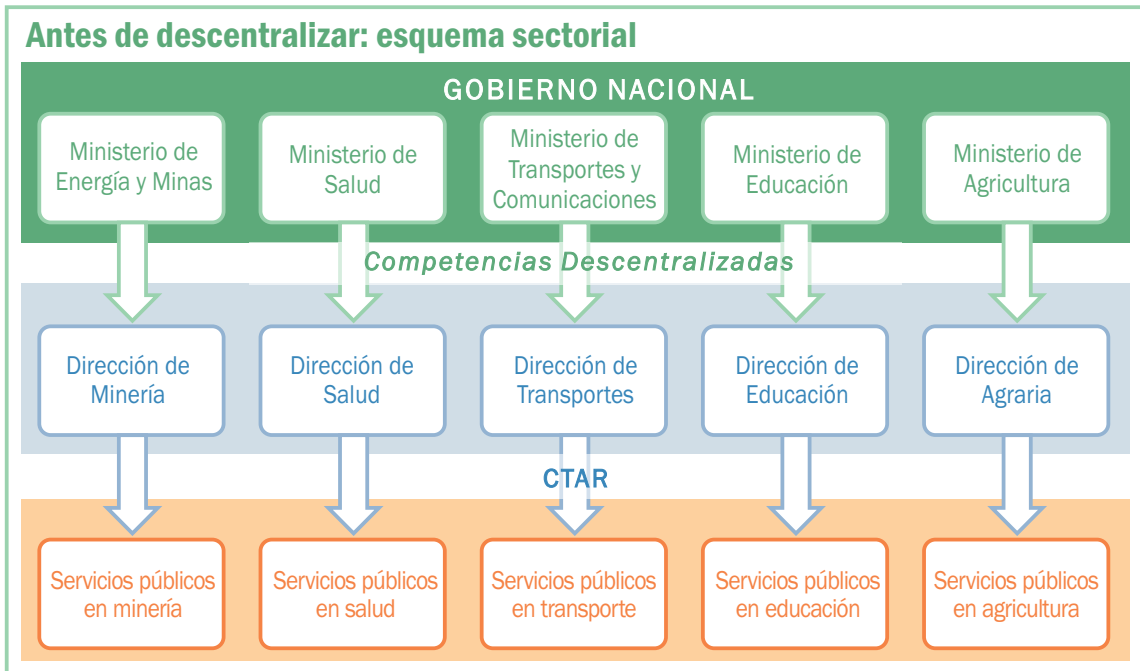 Antes de descentralizar: esquema sectorial
GOBIERNO NACIONAL
Ministerio de
Energía y Minas
Ministerio de
Salud
Ministerio de
Transportes y
Comunicaciones
Ministerio de
Educación
Ministerio de
Agricultura
Competencias Descentralizadas
Dirección de
Minería
Dirección de
Salud
Dirección de
Transportes
Dirección de
Educación
Dirección de
Agraria
CTAR
Servicios públicos
en minería
Servicios públicos
en salud
Servicios públicos
en transporte
Servicios públicos
en educación
Servicios públicos
en agricultura